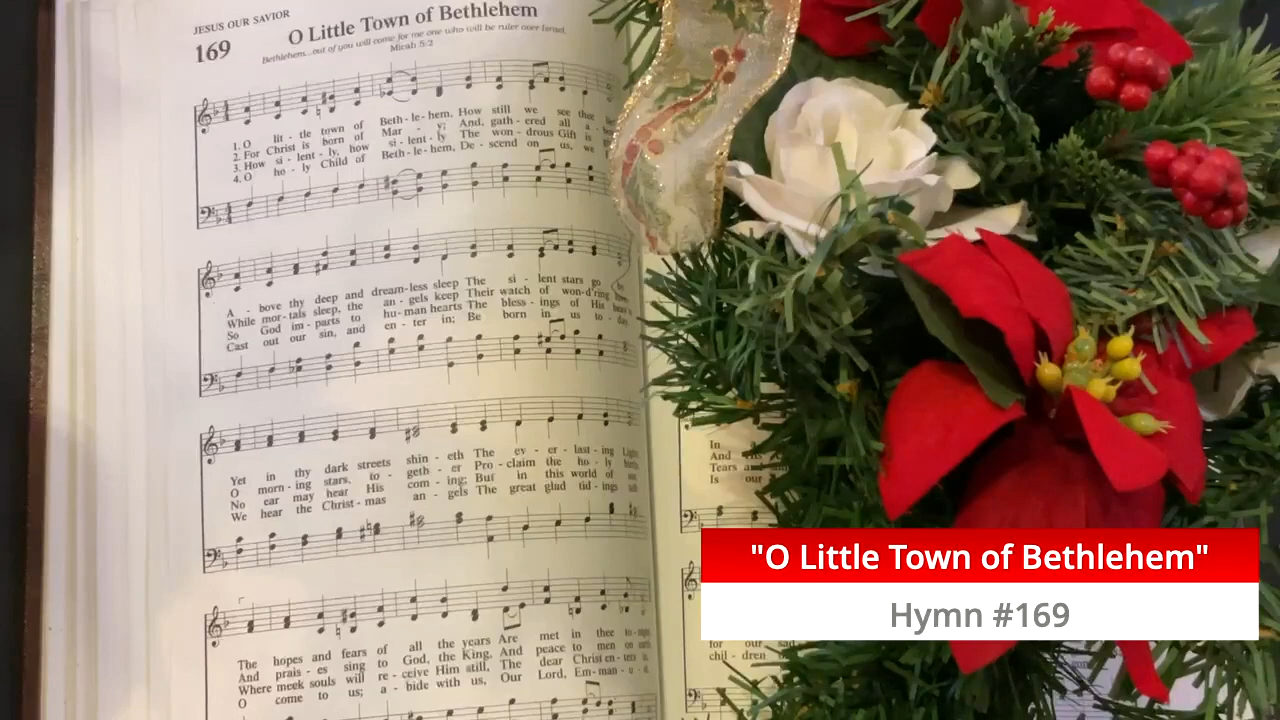 JESUS OUR SAVIOR
169
O Little Town of Bethlehem
Bethlehem...out of you will come for me one who will be ruler over Israel.
Micah 5:2
1. O lit - tle town of Beth - le - hem, How still we see thee
2. For Christ is born of Mar - y; And, gath - ered all a -
3. How si - lent - ly, how si - lent - ly The won - drous Gift is
4. O ho - ly Child of Beth - le - hem, De - scend on us, we
A - bove thy deep and dream - less sleep The si - lent stars go by
While mor - tals sleep, the an - gels keep Their watch of won - d'ring
So God im - parts to hu - man hearts The bless - ings of His
Cast out our sin, and en - ter in; Be born in us to - day
Yet in thy dark streets shin - eth The ev - er - last - ing Light
O morn - ing stars, to - geth - er Pro - claim the ho - ly
No ear may hear His com - ing; But in this world of
We hear the Christ - mas an - gels The great glad tid - ings
The hopes and fears of all the years Are met in thee to -
And prais - es sing to God, the King, And peace to men on
Where meek souls will re - ceive Him still, The dear Christ en - ters
O come to us; a - bide with us, Our Lord, Em - man - u -
In
And
Tears
Is our
for our sad
chil - dren
"O Little Town of Bethlehem"
Hymn #169